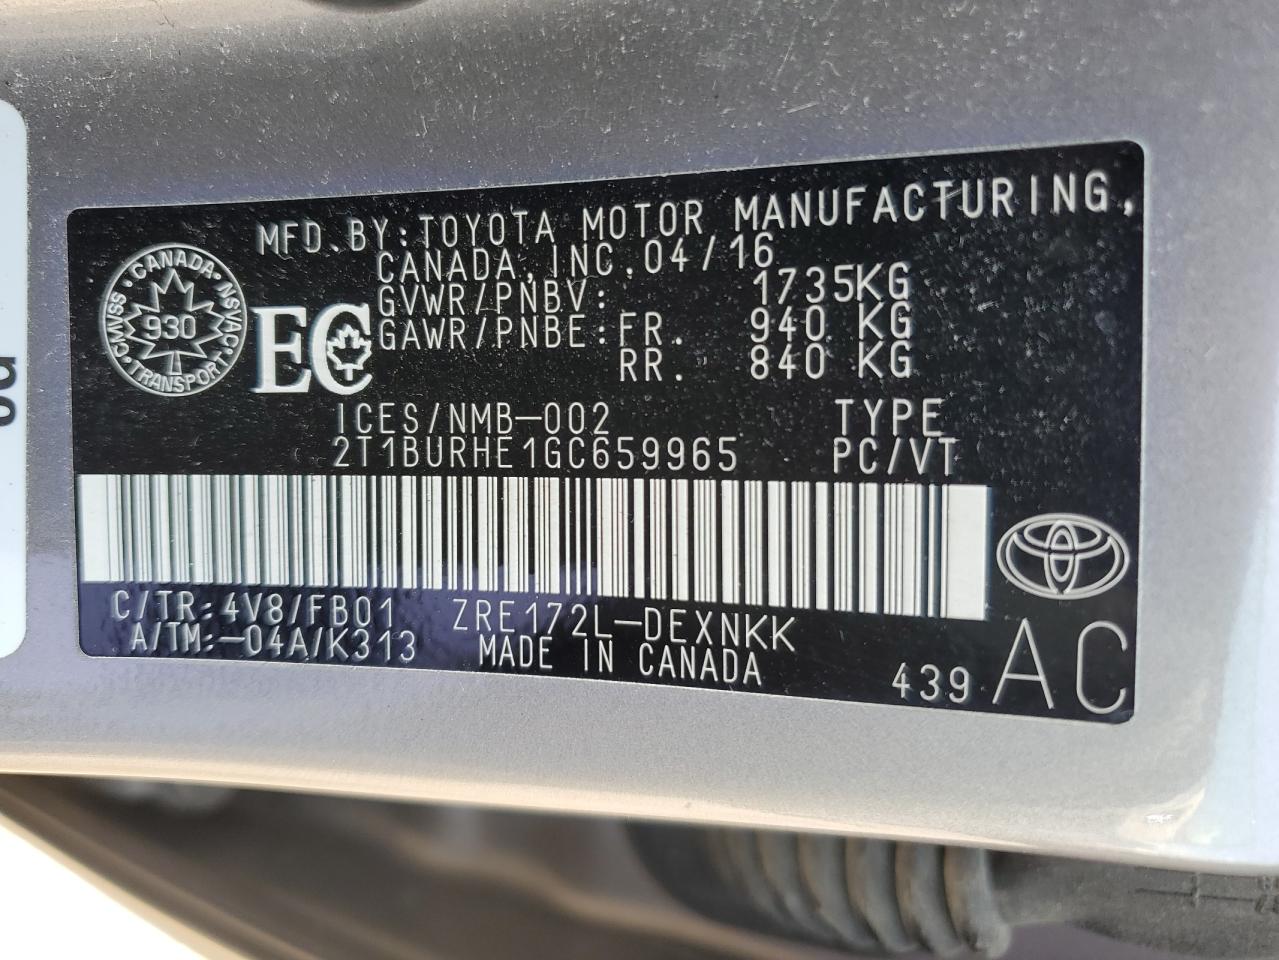 MFD.BY:TOYOTA MOTOR MANUFACTURING,
CANADA,INC.04/16
GVWR/PNBV: 1735KG
GAWR/PNBE:FR. 940 KG
RR. 840 KG
CANADA
NSVAC
TRANSPORT
CMVSS
930
EC
ICES/NMB-002 TYPE
2T1BURHE1GC659965 PC/VT
C/TR:4V8/FB01 ZRE172L-DEXNKK
A/TM:-04A/K313 MADE IN CANADA
439 AC